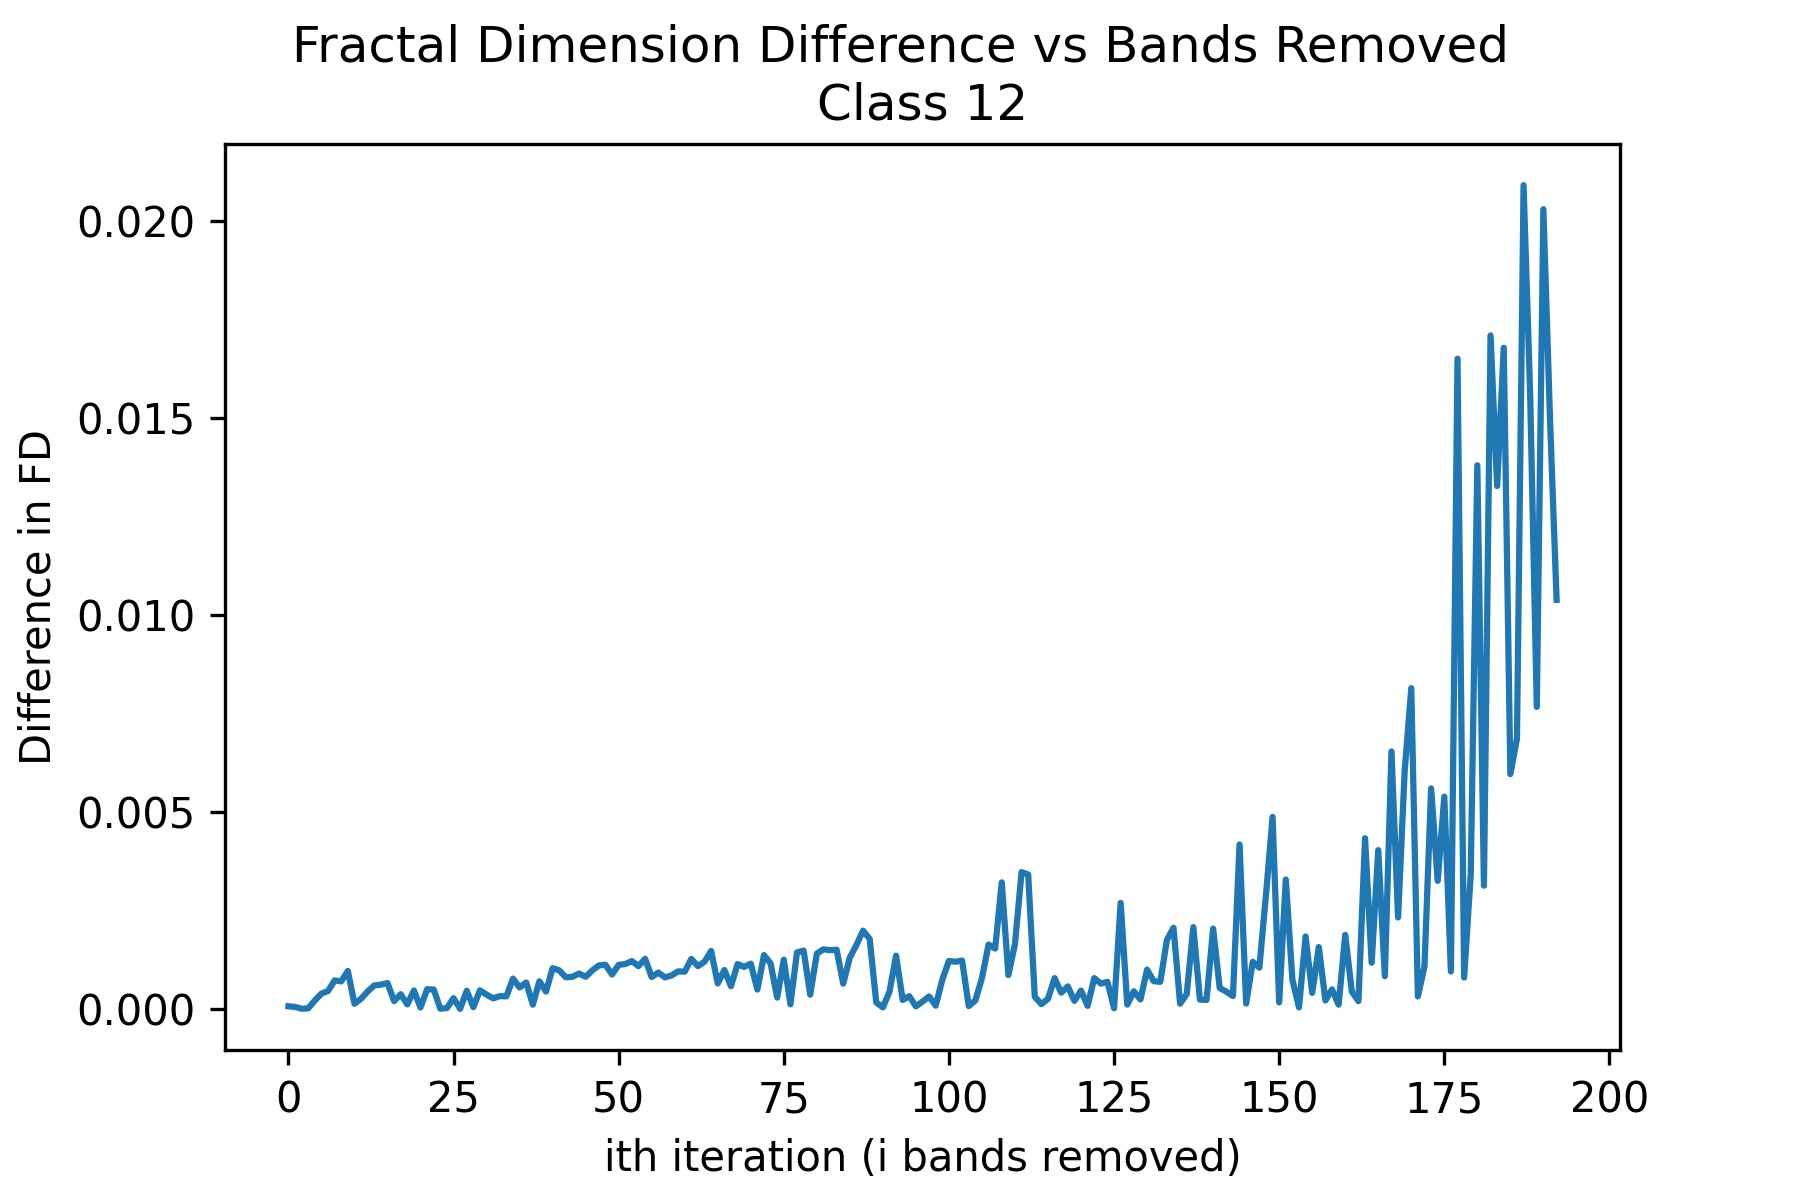 Fractal Dimension Difference vs Bands Removed
Class 12
0.020
0.015
0.010
0.005
0.000
Difference in FD
0 25 50 75 100 125 150 175 200
ith iteration (i bands removed)